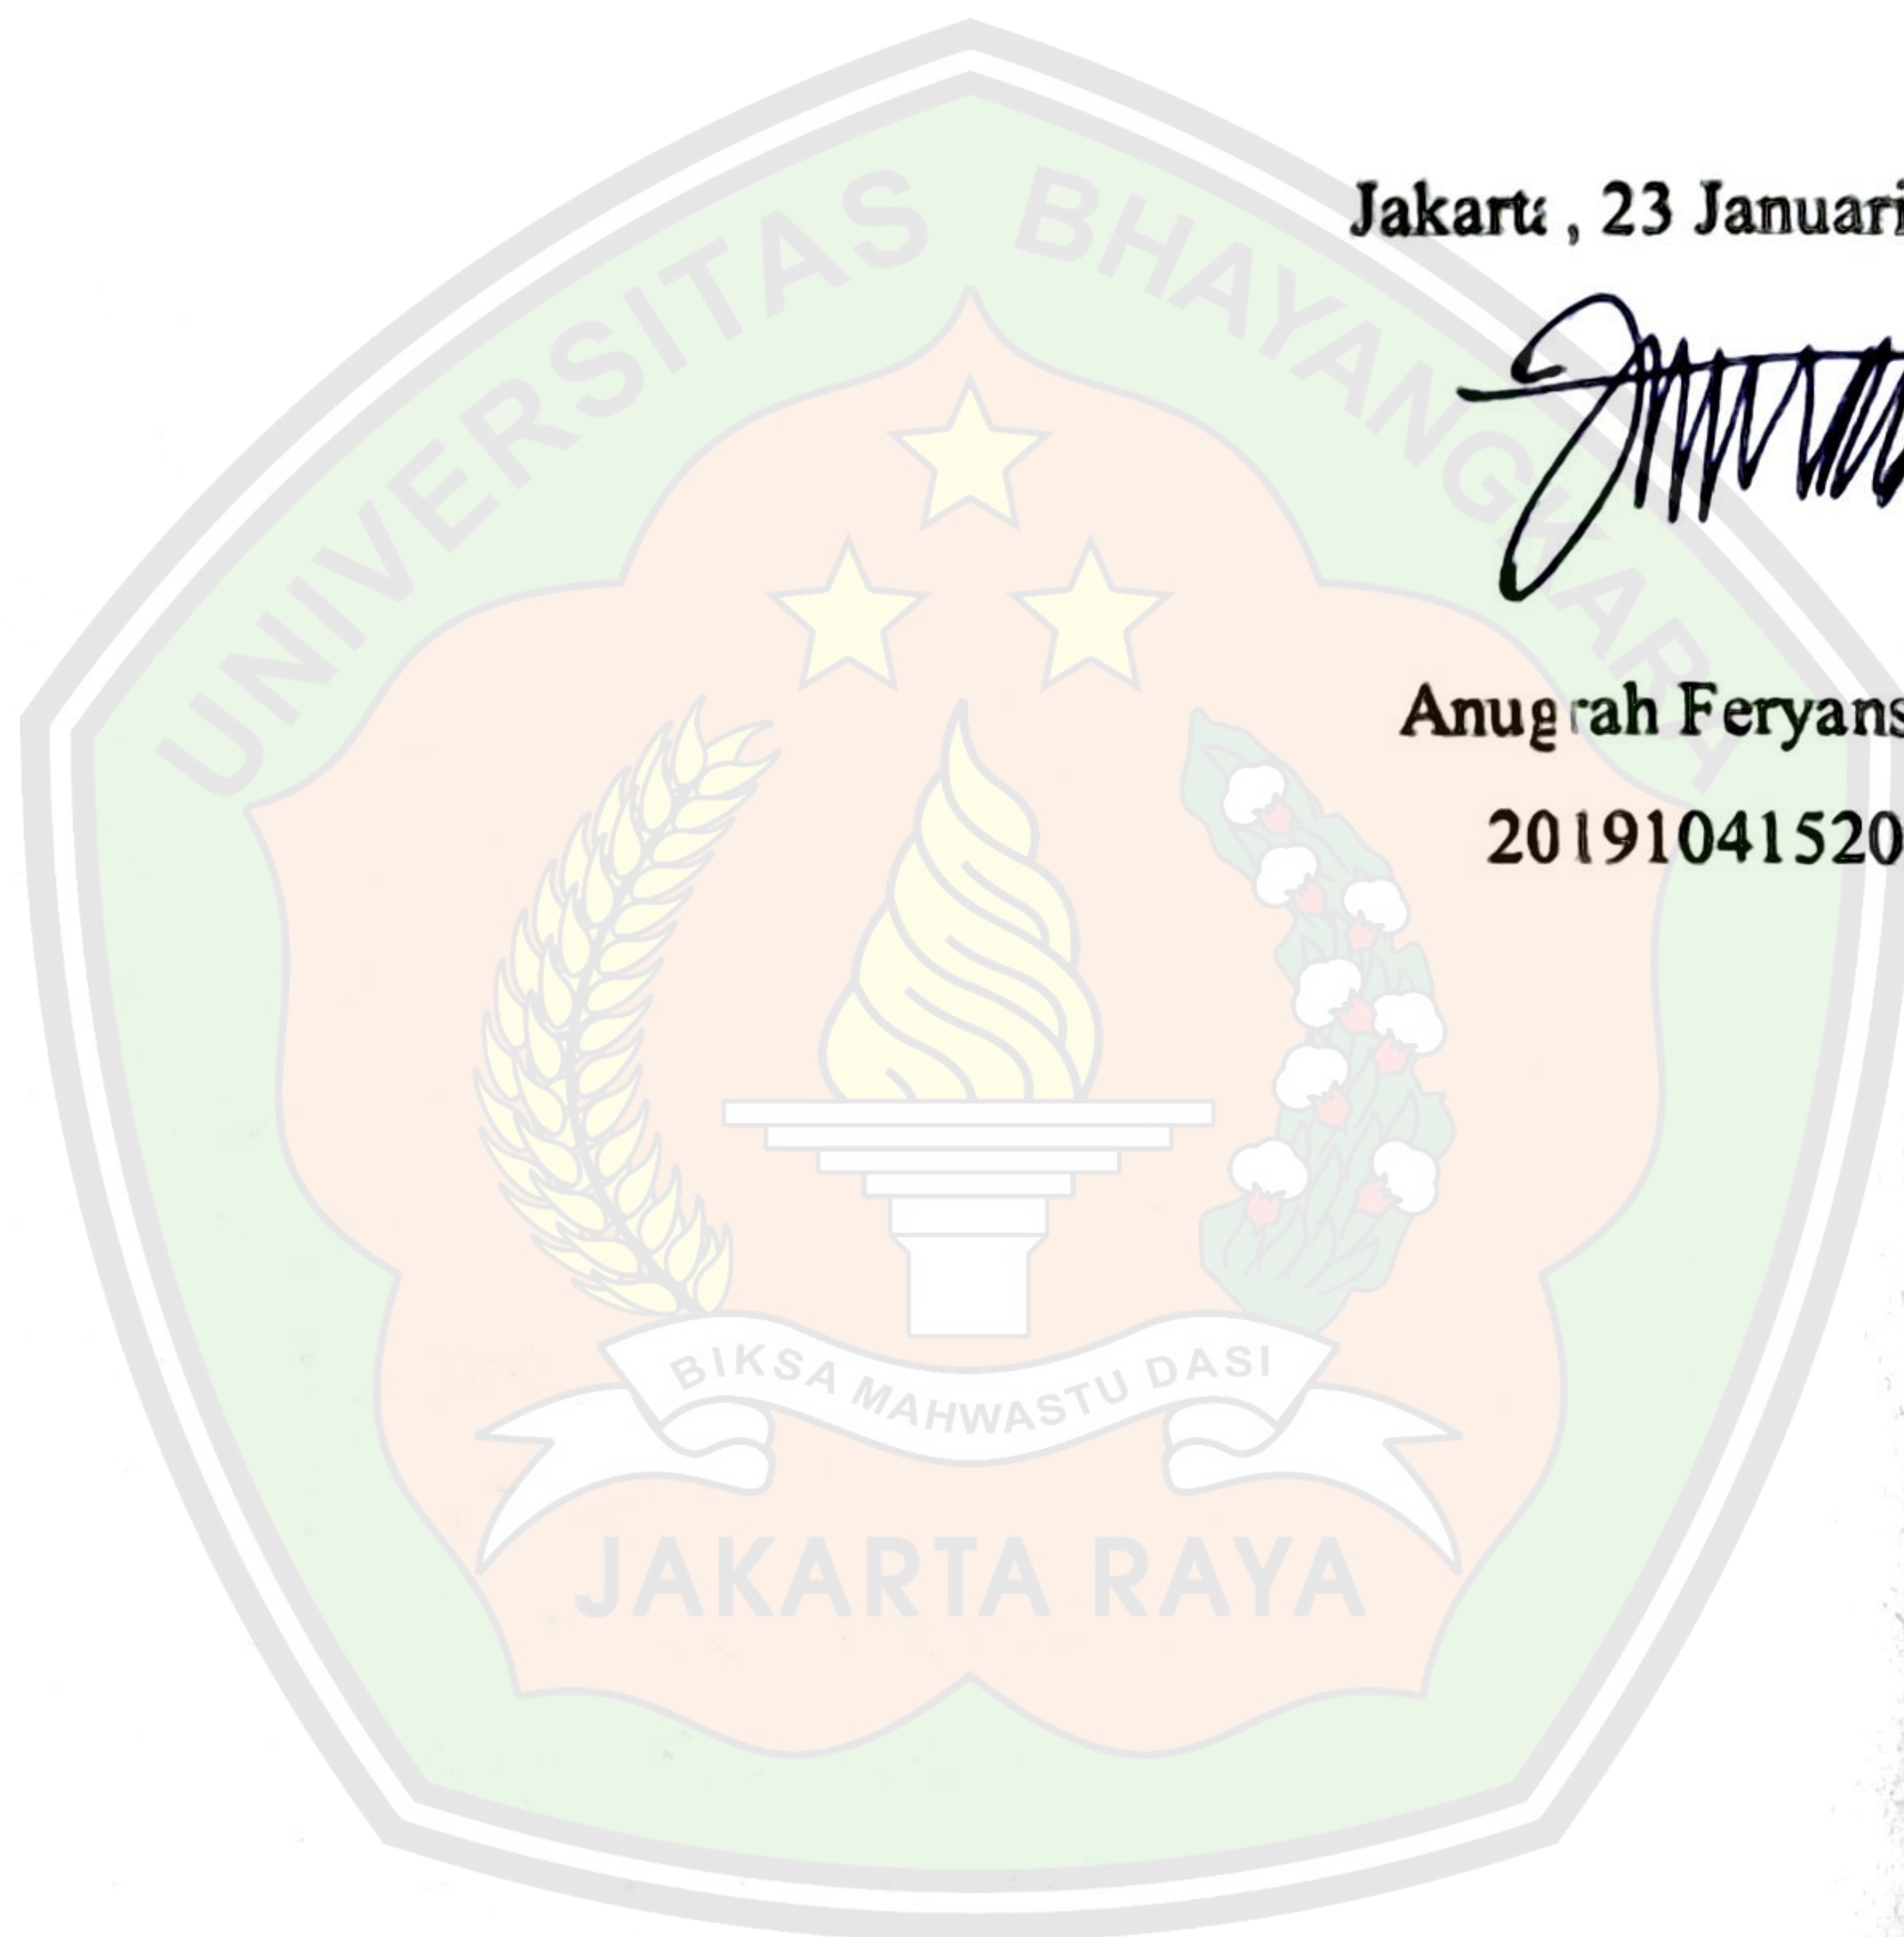 UNIVERSITAS BHAYANGKARA
Jakarta, 23 Januari
Anugrah Feryans
20191041520
BIKSA MAHWASTU DASI
JAKARTA RAYA